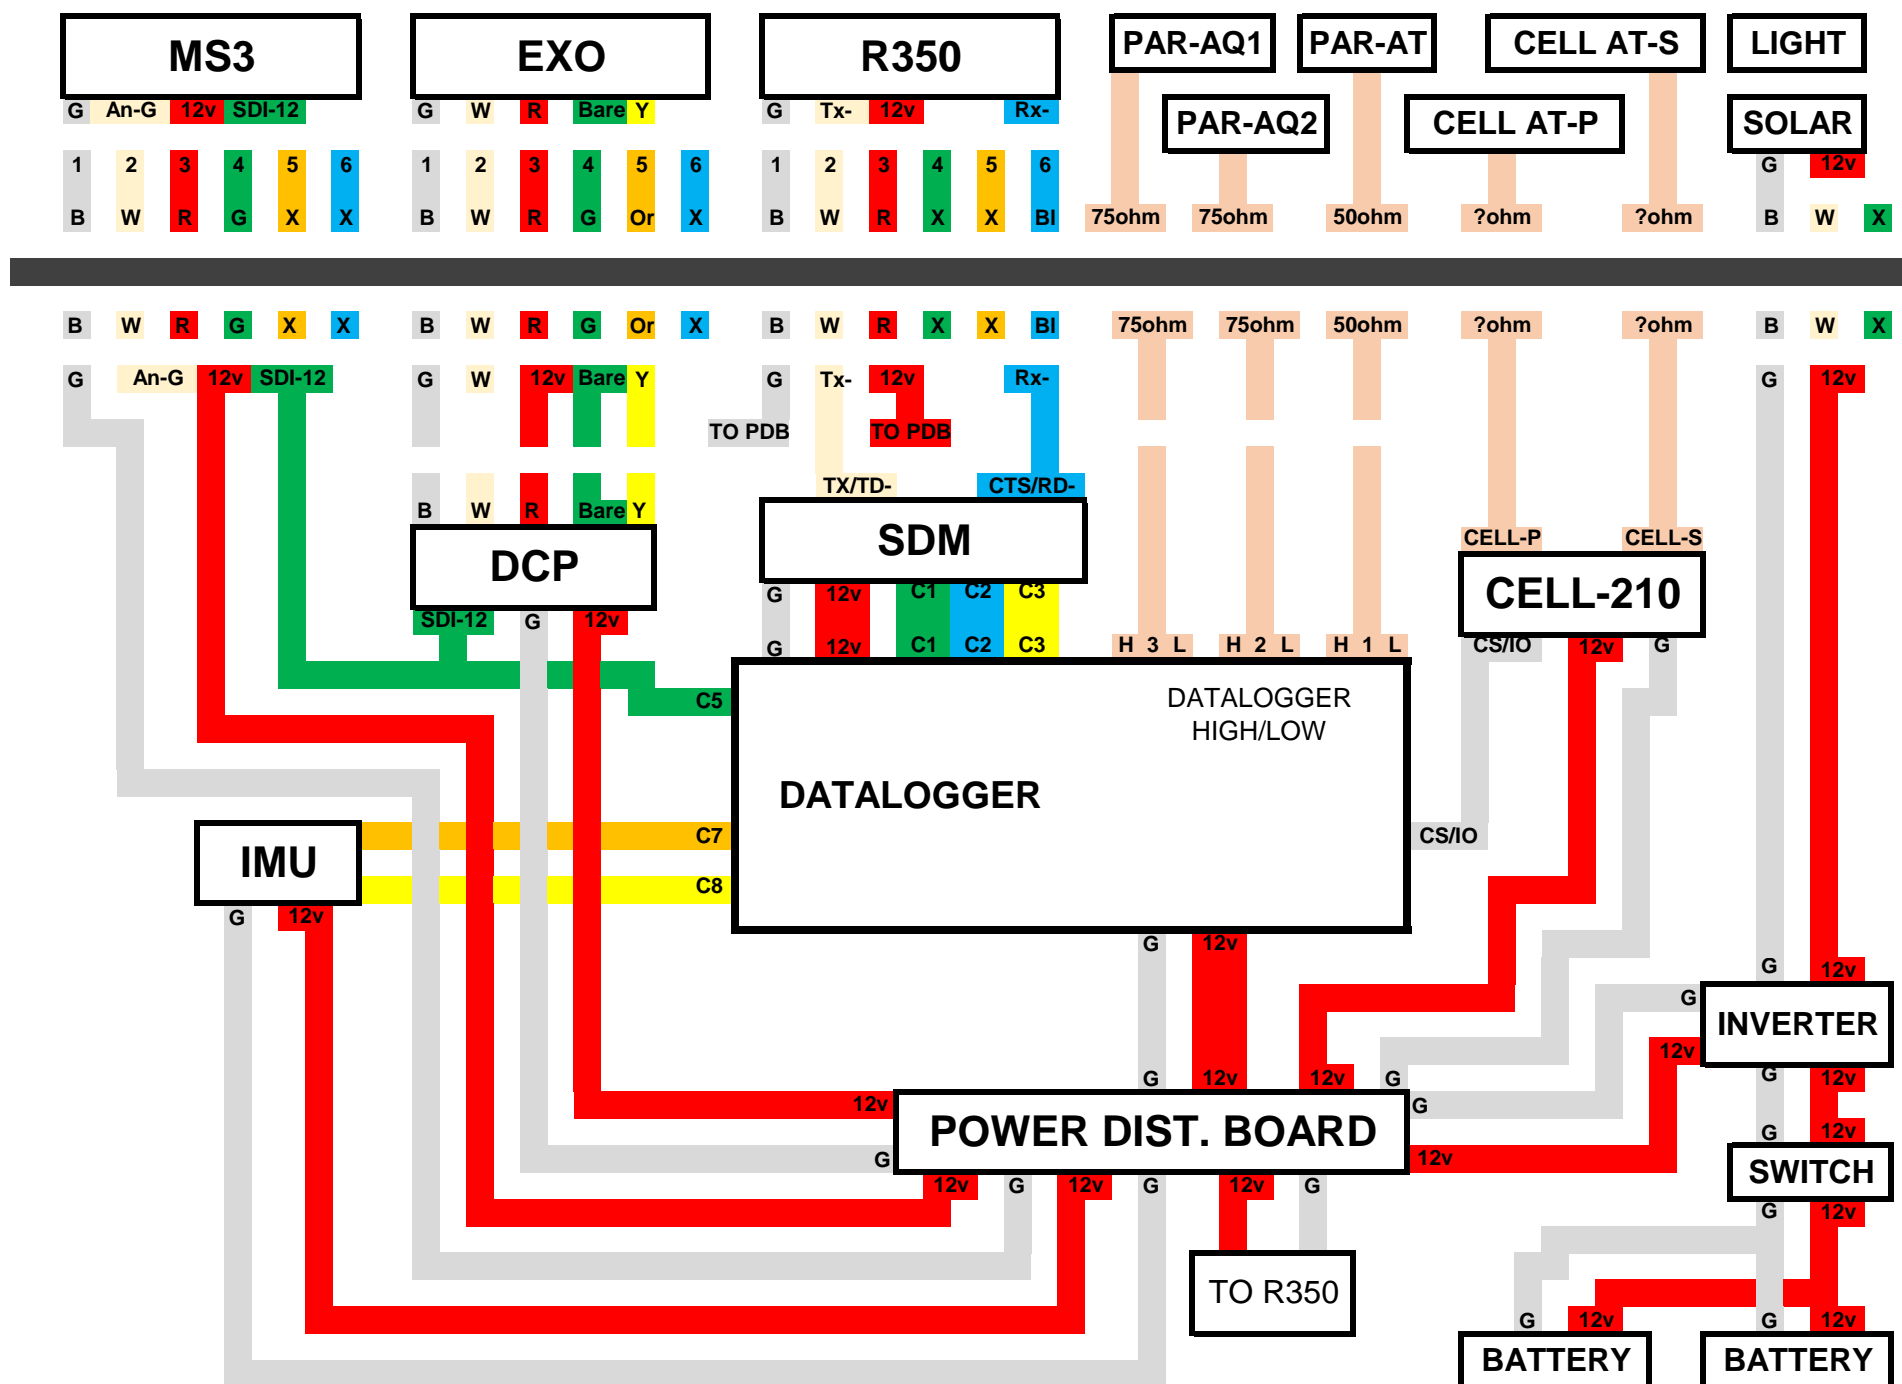 MS3 EXO R350 PAR-AQ1 PAR-AT CELL AT-S LIGHT
G An-G 12v SDI-12 G W R Bare Y G Tx- 12v Rx- PAR-AQ2 CELL AT-P SOLAR
1 2 3 4 5 6 1 2 3 4 5 6 1 2 3 4 5 6 G 12v
B W R G X X B W R G Or X B W R X X Bl 75ohm 75ohm 50ohm ?ohm ?ohm B W X
B W R G X X B W R G Or X B W R X X Bl 75ohm 75ohm 50ohm ?ohm ?ohm B W X
G An-G 12v SDI-12 G W 12v Bare Y G Tx- 12v Rx- G 12v
TO PDB TO PDB
TX/TD- CTS/RD-
B W R Bare Y
SDM CELL-P CELL-S
DCP
G 12v C1 C2 C3 CELL-210
SDI-12 G 12v
G 12v C1 C2 C3 H 3 L H 2 L H 1 L CS/IO 12v G
C5 DATALOGGER
HIGH/LOW
DATALOGGER
C7 CS/IO
IMU
C8
G 12v
G 12v
G 12v
G
INVERTER
12v
G 12v 12v G G 12v
12v G
POWER DIST. BOARD G 12v
G 12v
SWITCH
12v G 12v G 12v G
G 12v
TO R350
G 12v G 12v
BATTERY BATTERY